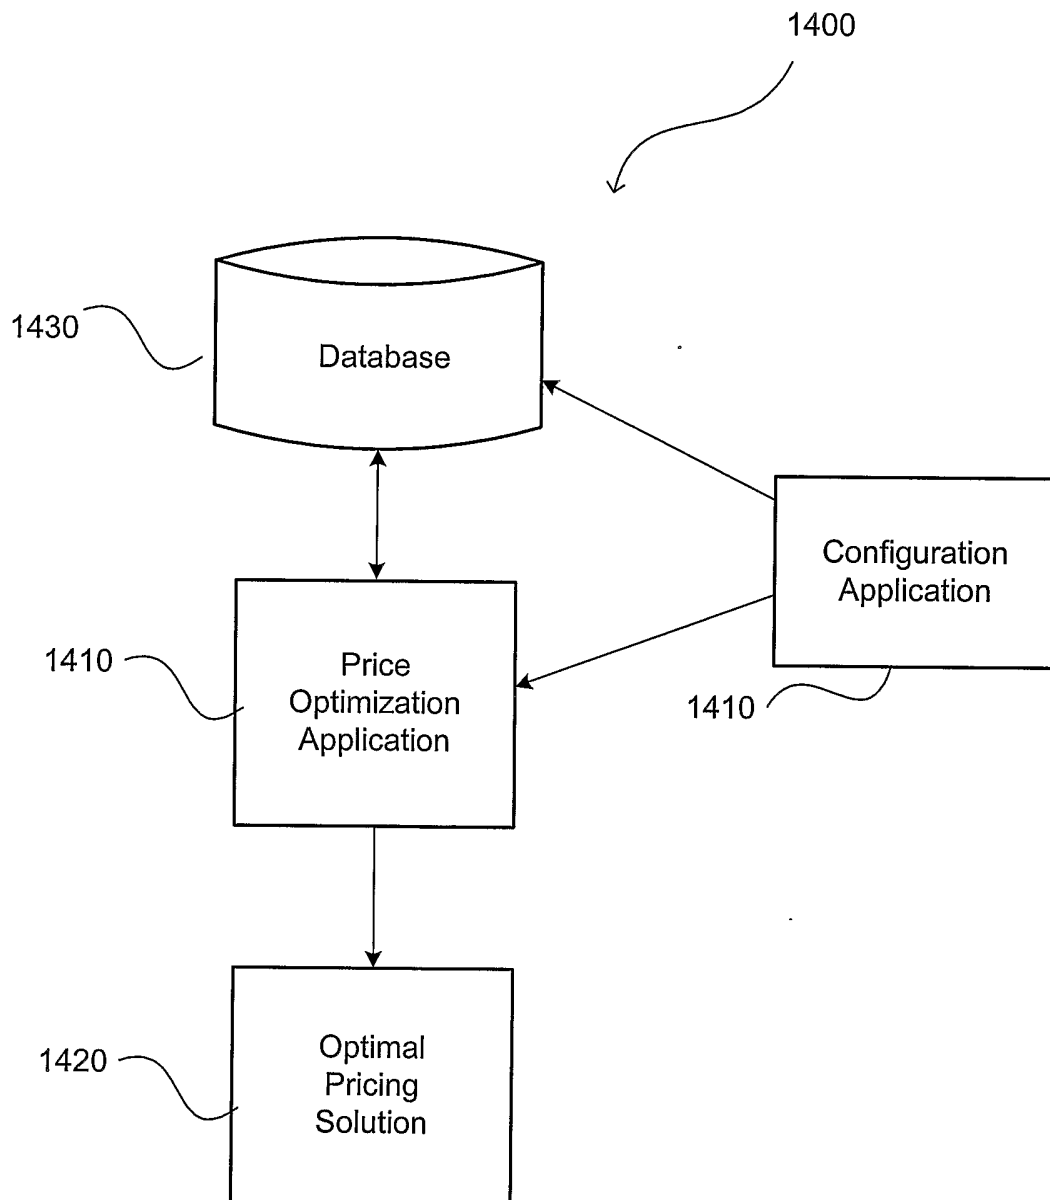 1400
1430
Database
Configuration
Application
1410
Price
Optimization
Application
1410
1420
Optimal
Pricing
Solution